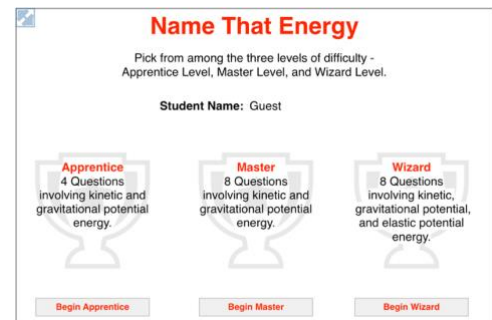 Name That Energy
Pick from among the three levels of difficulty -
Apprentice Level, Master Level, and Wizard Level.
Student Name: Guest
Apprentice
4 Questions
involving kinetic and
gravitational potential
energy.
Begin Apprentice
Master
8 Questions
involving kinetic and
gravitational potential
energy.
Begin Master
Wizard
8 Questions
involving kinetic,
gravitational potential,
and elastic potential
energy.
Begin Wizard